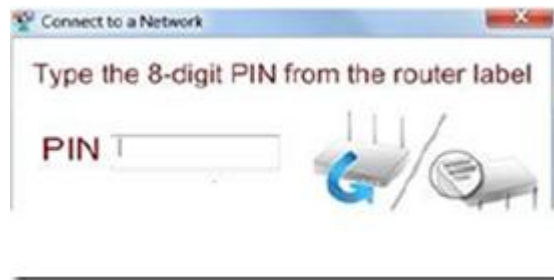 Connect to a Network
Type the 8-digit PIN from the router label
PIN